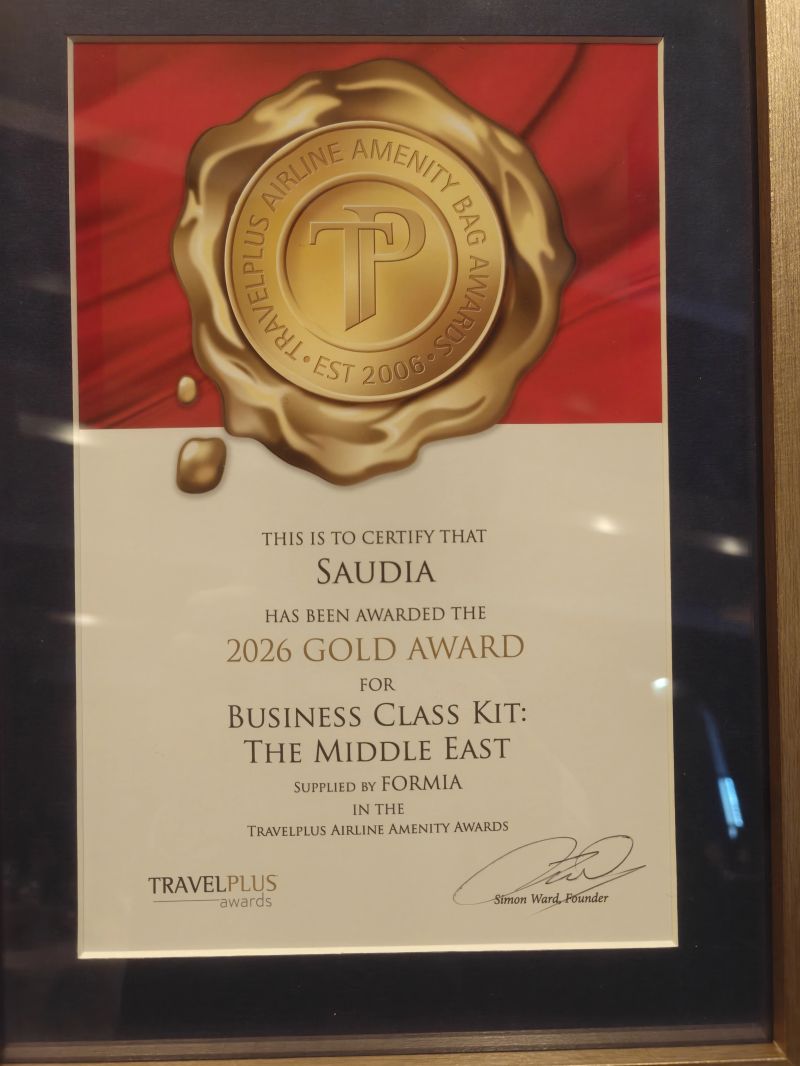 TRAVELPLUS AIRLINE AMENITY BAG AWARDS
• EST 2006 •
TP
THIS IS TO CERTIFY THAT
SAUDIA
HAS BEEN AWARDED THE
2026 GOLD AWARD
FOR
BUSINESS CLASS KIT:
THE MIDDLE EAST
SUPPLIED BY FORMIA
IN THE
TRAVELPLUS AIRLINE AMENITY AWARDS
TRAVELPLUS
awards
Simon Ward, Founder